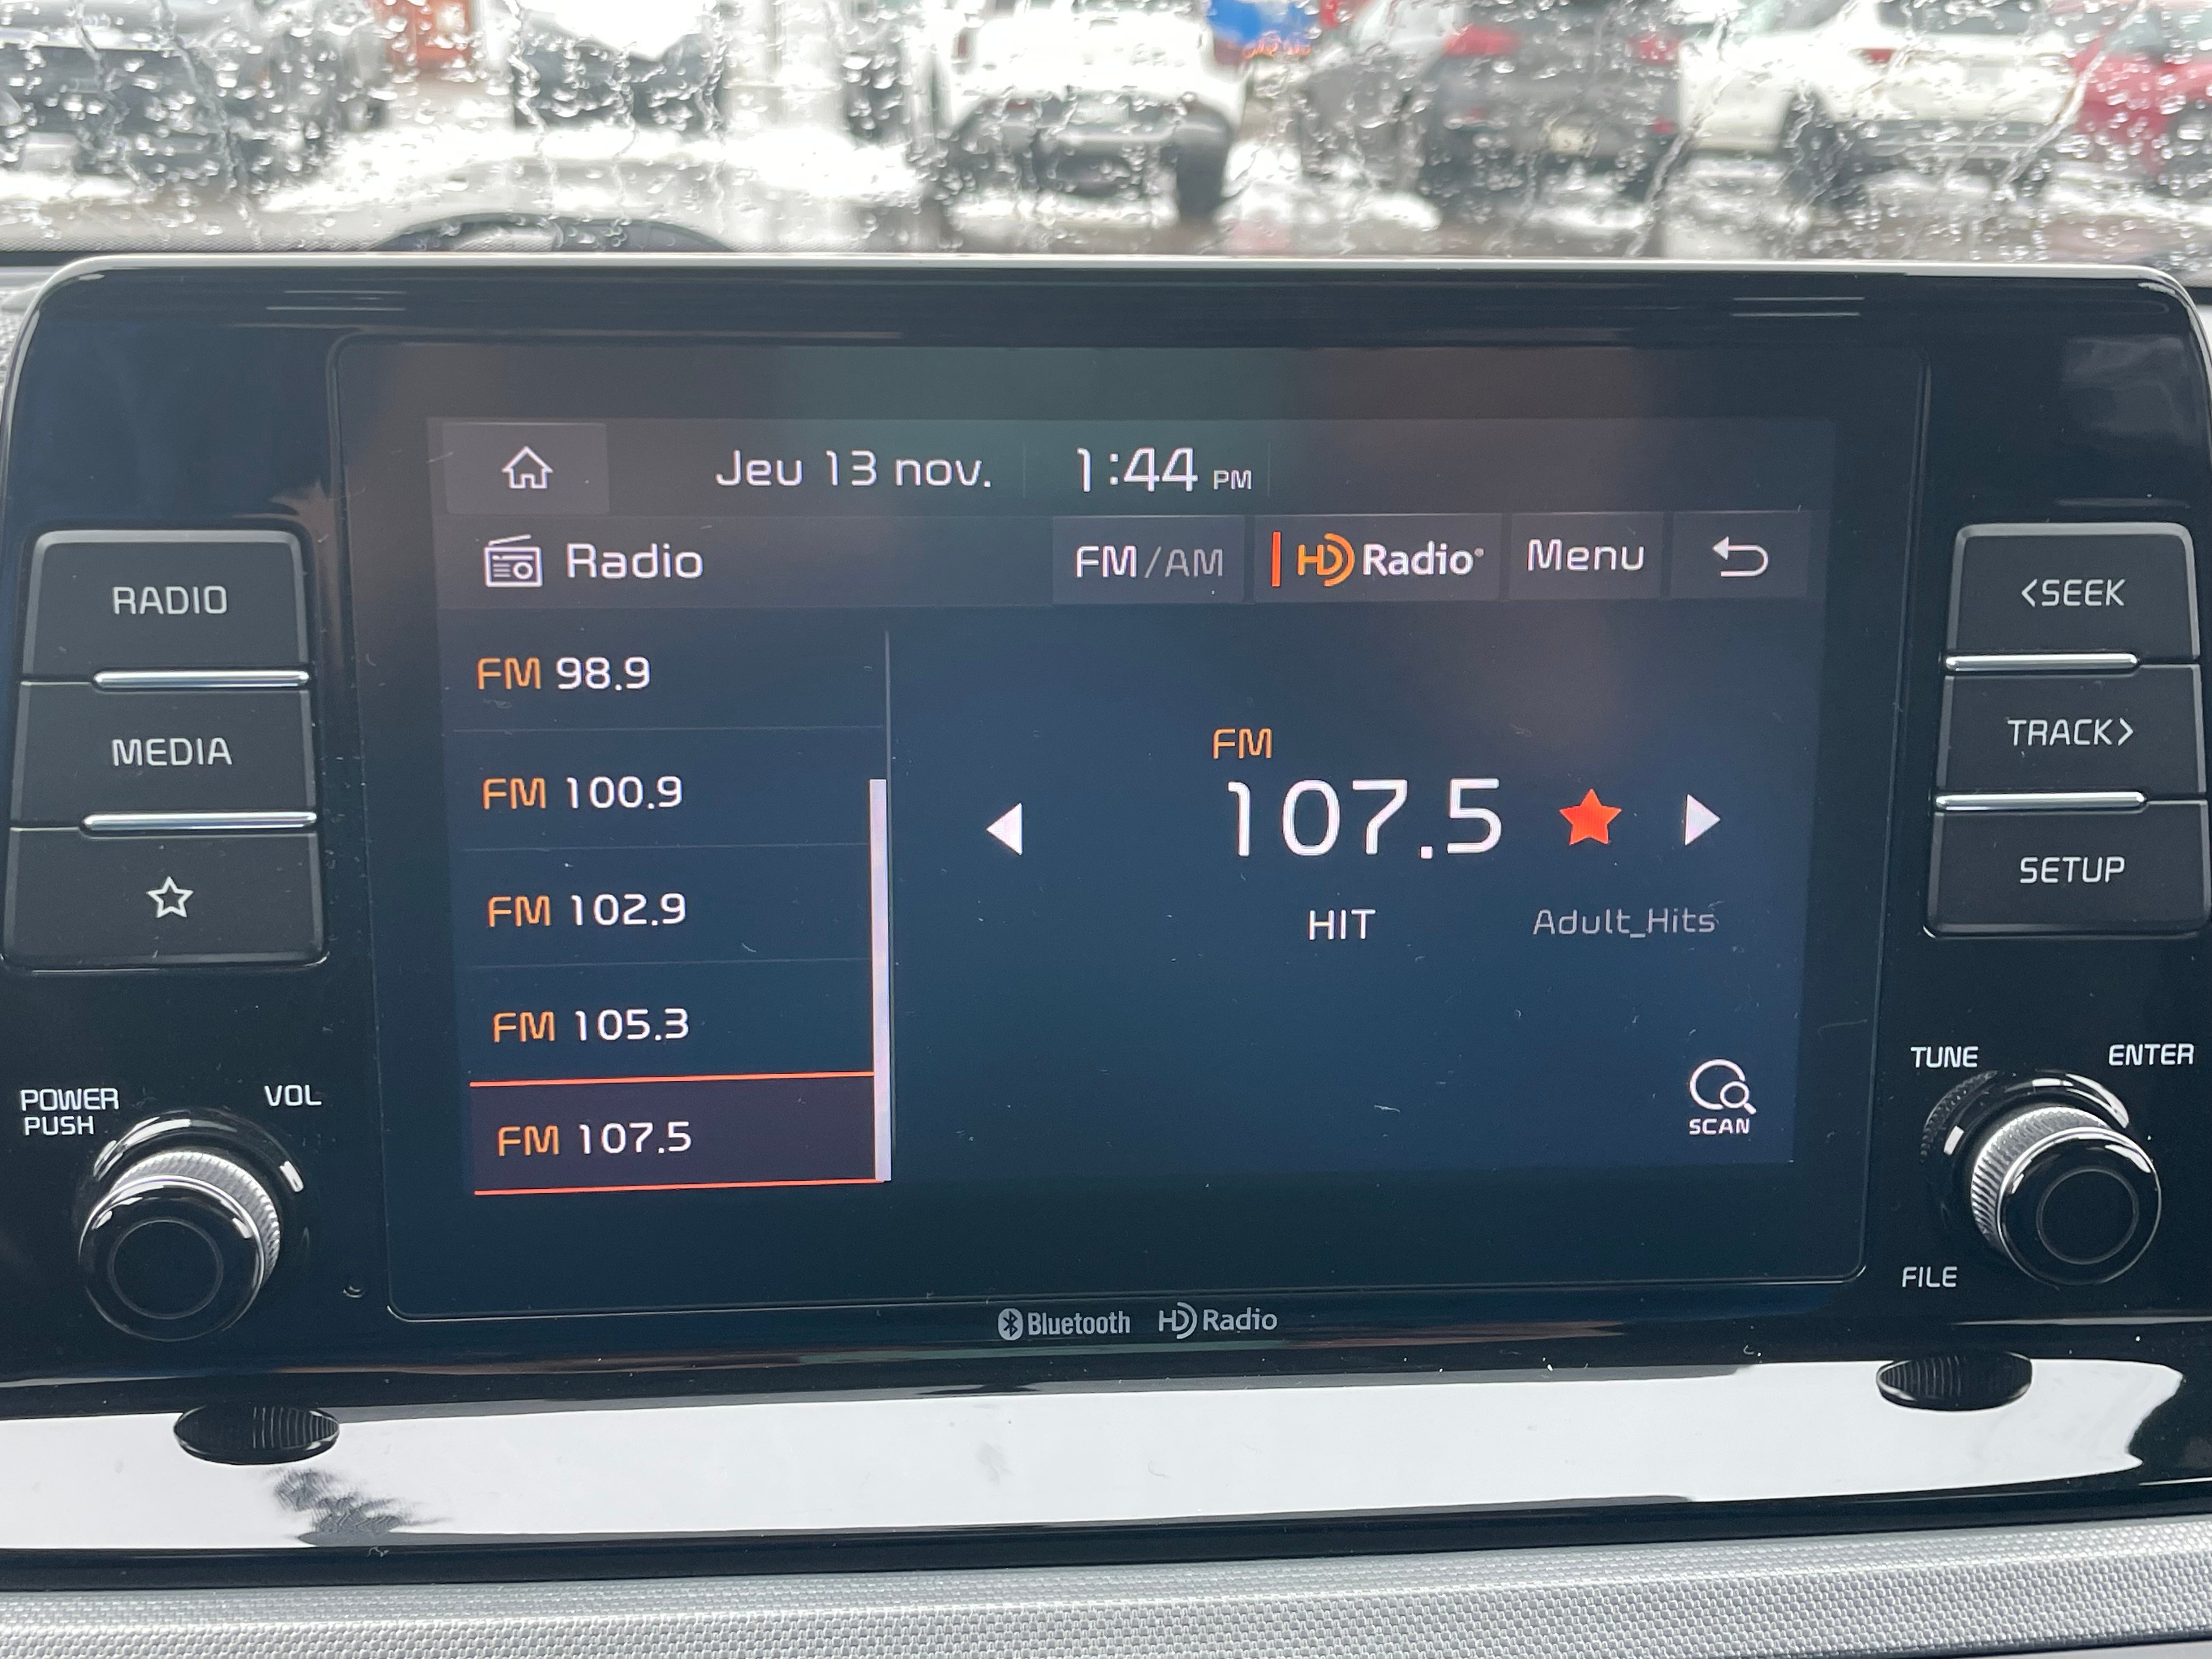 Jeu 13 nov. 1:44 PM
Radio FM/AM HD Radio Menu
FM 98.9
FM 100.9
FM 102.9
FM 105.3
FM 107.5
FM
107.5
HIT Adult_Hits
SCAN
RADIO
MEDIA
POWER
PUSH
VOL
<SEEK
TRACK>
SETUP
TUNE
ENTER
FILE
Bluetooth HD Radio